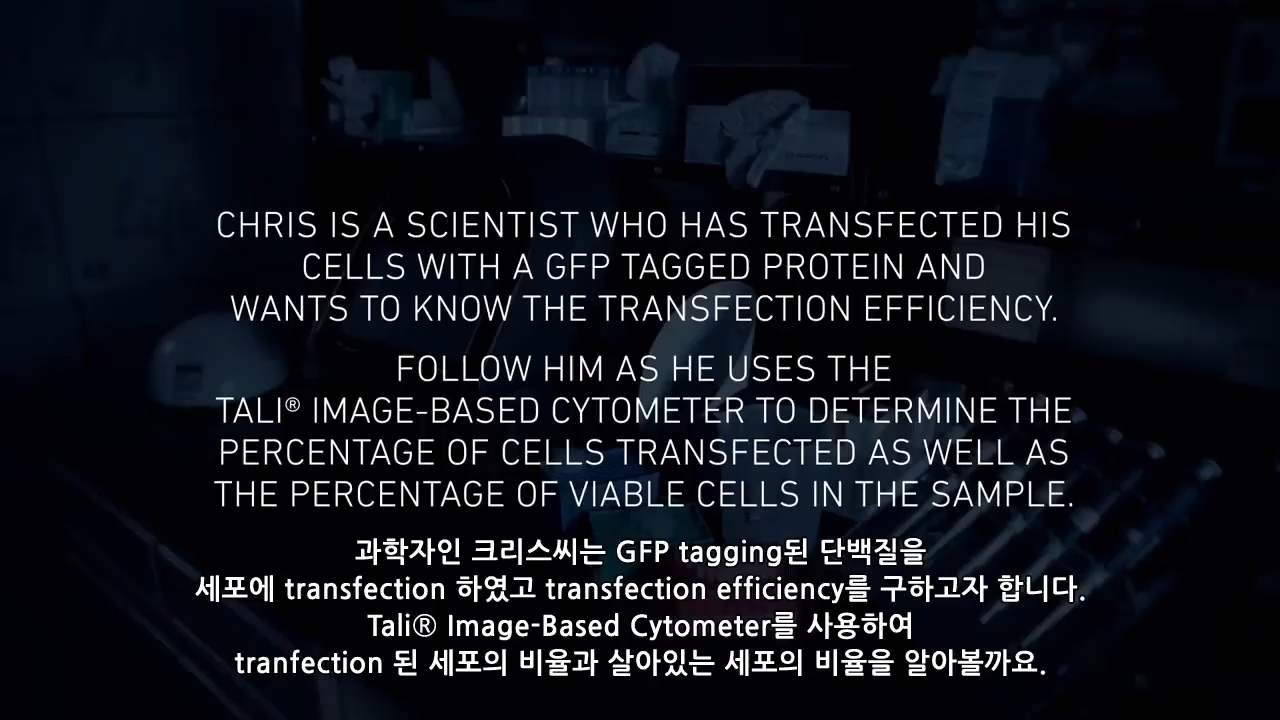 CHRIS IS A SCIENTIST WHO HAS TRANSFECTED HIS
CELLS WITH A GFP TAGGED PROTEIN AND
WANTS TO KNOW THE TRANSFECTION EFFICIENCY.
FOLLOW HIM AS HE USES THE
TALI® IMAGE-BASED CYTOMETER TO DETERMINE THE
PERCENTAGE OF CELLS TRANSFECTED AS WELL AS
THE PERCENTAGE OF VIABLE CELLS IN THE SAMPLE.
과학자인 크리스씨는 GFP tagging된 단백질을
세포에 transfection 하였고 transfection efficiency를 구하고자 합니다.
Tali® Image-Based Cytometer를 사용하여
tranfection 된 세포의 비율과 살아있는 세포의 비율을 알아볼까요.